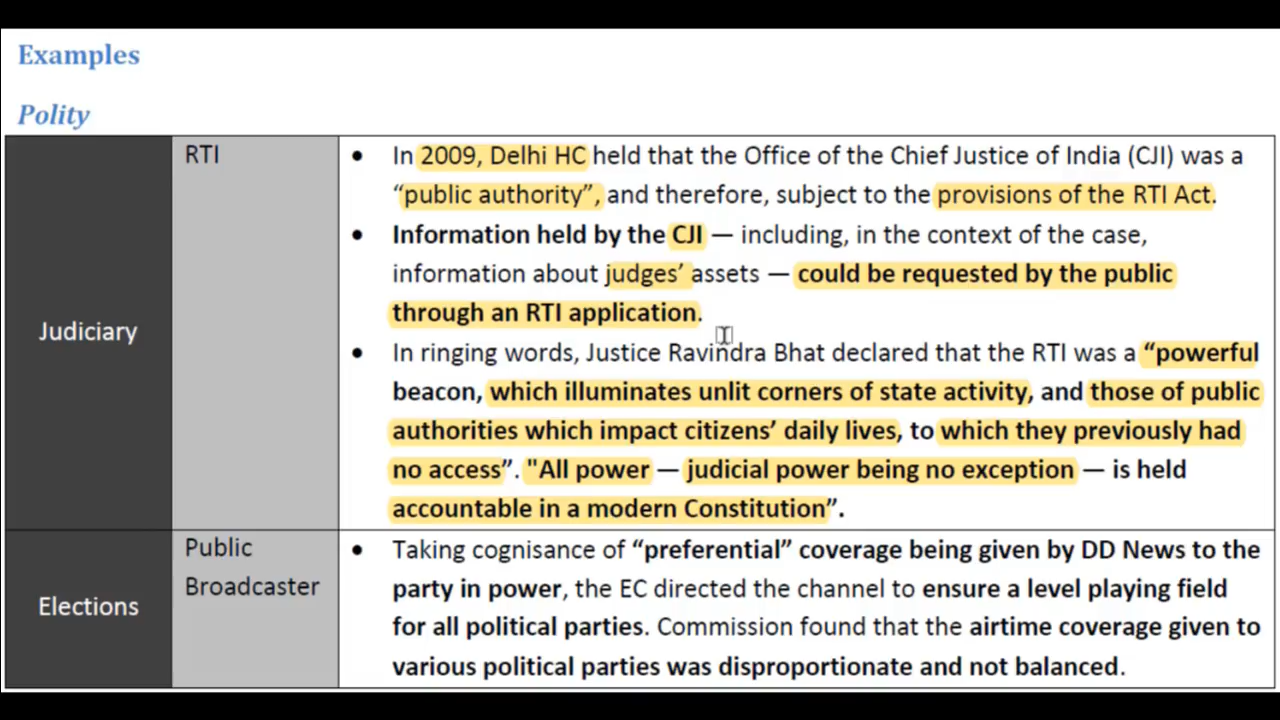 Examples
Polity
Judiciary
RTI
• In 2009, Delhi HC held that the Office of the Chief Justice of India (CJI) was a
“public authority”, and therefore, subject to the provisions of the RTI Act.
• Information held by the CJI — including, in the context of the case,
information about judges’ assets — could be requested by the public
through an RTI application.
• In ringing words, Justice Ravindra Bhat declared that the RTI was a “powerful
beacon, which illuminates unlit corners of state activity, and those of public
authorities which impact citizens’ daily lives, to which they previously had
no access”. "All power — judicial power being no exception — is held
accountable in a modern Constitution”.
Elections
Public
Broadcaster
• Taking cognisance of “preferential” coverage being given by DD News to the
party in power, the EC directed the channel to ensure a level playing field
for all political parties. Commission found that the airtime coverage given to
various political parties was disproportionate and not balanced.